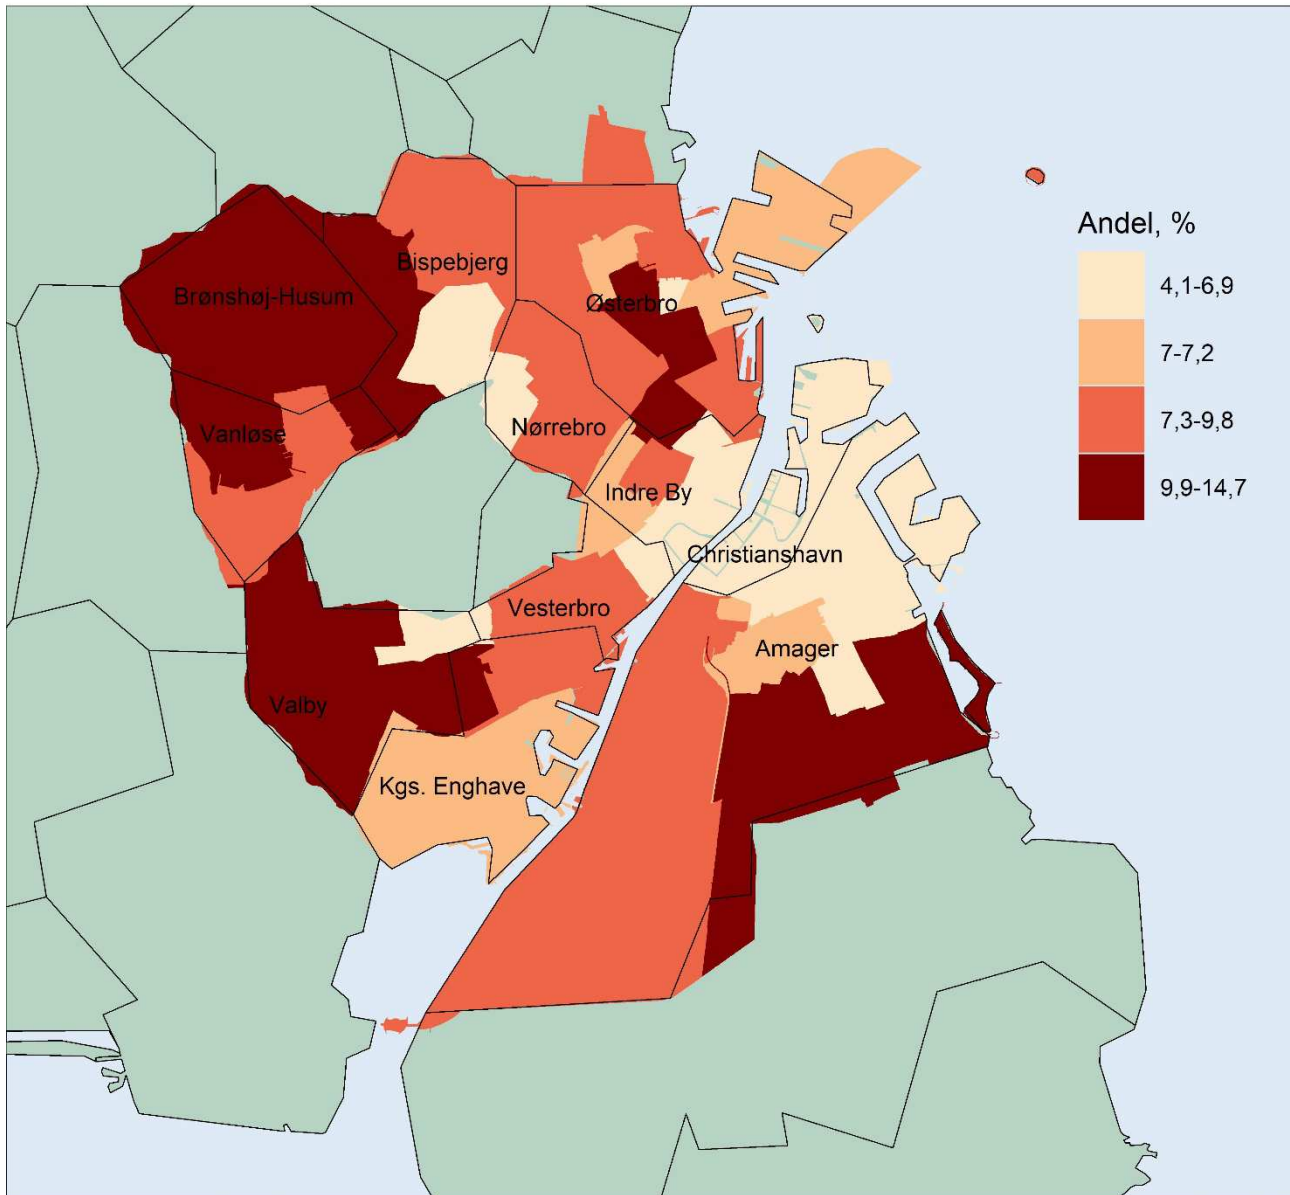 Andel, %
4,1-6,9
7-7,2
7,3-9,8
9,9-14,7
Bispebjerg
Brønshøj-Husum
Østerbro
Vanløse
Nørrebro
Indre By
Christianshavn
Vesterbro
Amager
Valby
Kgs. Enghave